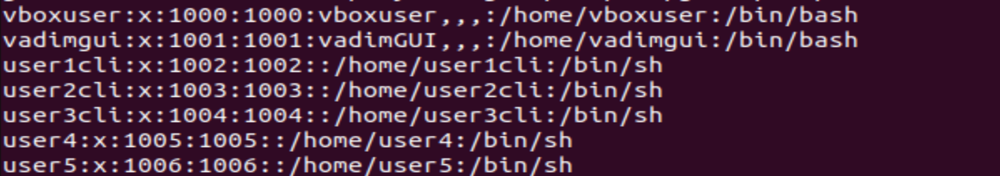 vboxuser:x:1000:1000:vboxuser,,,:/home/vboxuser:/bin/bash
vadimgui:x:1001:1001:vadimGUI,,,:/home/vadimgui:/bin/bash
user1cli:x:1002:1002::/home/user1cli:/bin/sh
user2cli:x:1003:1003::/home/user2cli:/bin/sh
user3cli:x:1004:1004::/home/user3cli:/bin/sh
user4:x:1005:1005::/home/user4:/bin/sh
user5:x:1006:1006::/home/user5:/bin/sh